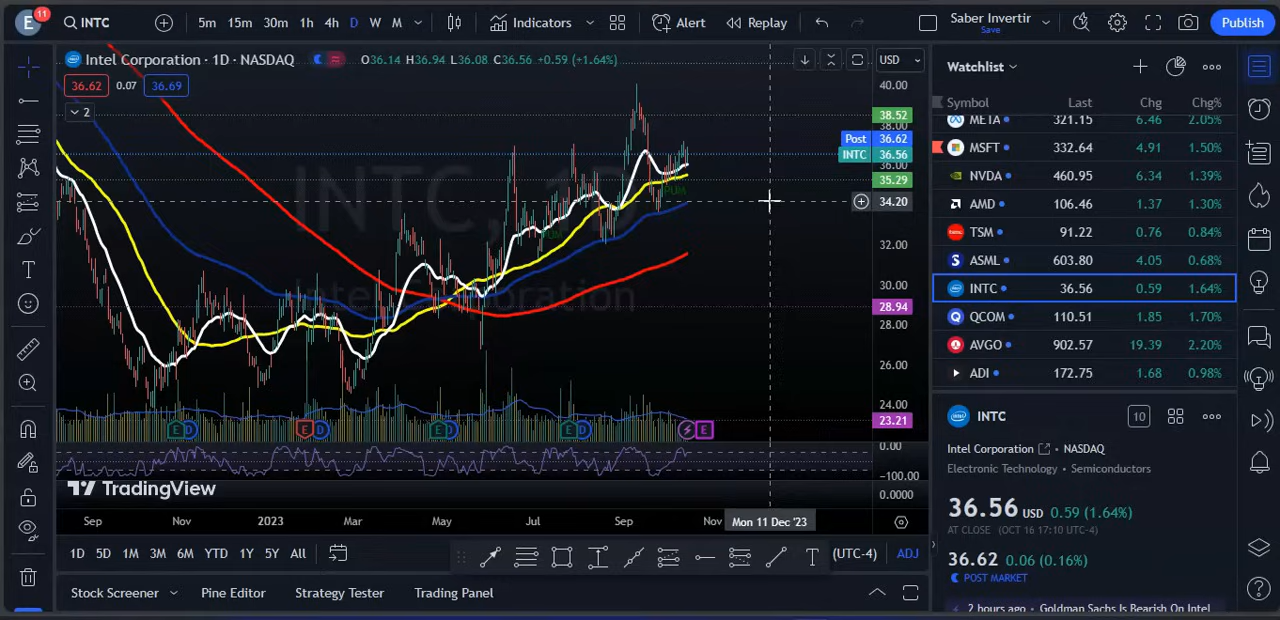 E 11 INTC 5m 15m 30m 1h 4h D W M Indicators Alert Replay Saber Invertir Save Publish
Intel Corporation · 1D · NASDAQ O36.14 H36.94 L36.08 C36.56 +0.59 (+1.64%) USD
36.62 0.07 36.69
2
INTC, 1D
Intel Corporation
PUM
40.00
38.52
38.00
Post 36.62
INTC 36.56
36.00
35.29
34.20
32.00
30.00
28.94
28.00
26.00
24.00
23.21
E D E D E D E D E
0.00
−100.00
0.0000
TradingView
Sep Nov 2023 Mar May Jul Sep Nov Mon 11 Dec '23
1D 5D 1M 3M 6M YTD 1Y 5Y All (UTC-4) ADJ
Stock Screener Pine Editor Strategy Tester Trading Panel
Watchlist
Symbol Last Chg Chg%
META 321.15 6.46 2.05%
MSFT 332.64 4.91 1.50%
NVDA 460.95 6.34 1.39%
AMD 106.46 1.37 1.30%
TSM 91.22 0.76 0.84%
ASML 603.80 4.05 0.68%
INTC 36.56 0.59 1.64%
QCOM 110.51 1.85 1.70%
AVGO 902.57 19.39 2.20%
ADI 172.75 1.68 0.98%
INTC 10
Intel Corporation • NASDAQ
Electronic Technology • Semiconductors
36.56 USD 0.59 (1.64%)
AT CLOSE (OCT 16 17:10 UTC-4)
36.62 0.06 (0.16%)
POST MARKET
2 hours ago • Goldman Sachs Is Bearish On Intel